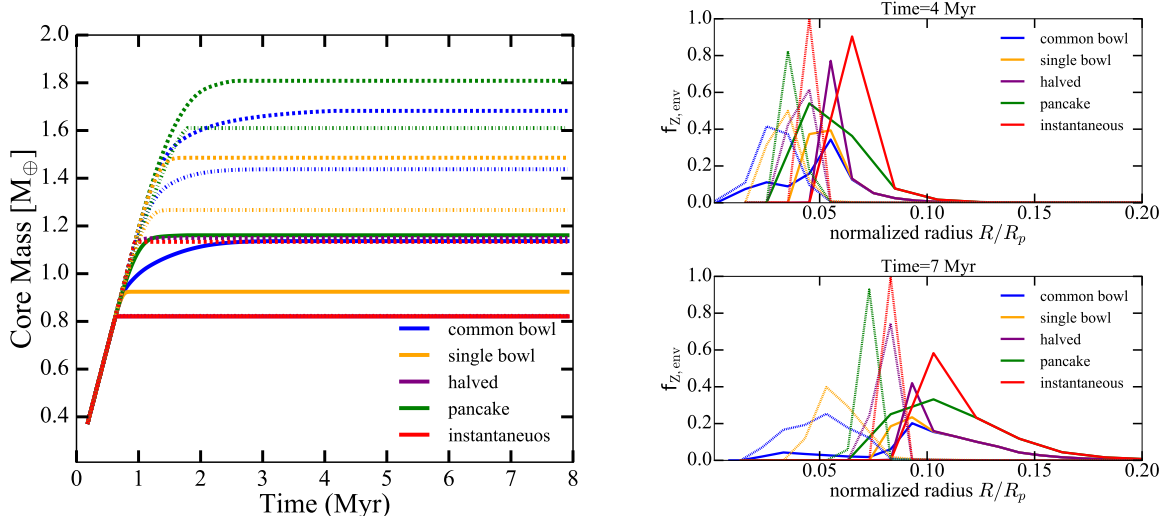 Core Mass [M⊕]
2.0
1.8
1.6
1.4
1.2
1.0
0.8
0.6
0.4
common bowl
single bowl
halved
pancake
instantaneuos
0 1 2 3 4 5 6 7 8
Time (Myr)
Time=4 Myr
f_Z,env
1.0
0.8
0.6
0.4
0.2
0.0
common bowl
single bowl
halved
pancake
instantaneous
0.05 0.10 0.15 0.20
normalized radius R/R_p
Time=7 Myr
f_Z,env
1.0
0.8
0.6
0.4
0.2
0.0
common bowl
single bowl
halved
pancake
instantaneous
0.05 0.10 0.15 0.20
normalized radius R/R_p